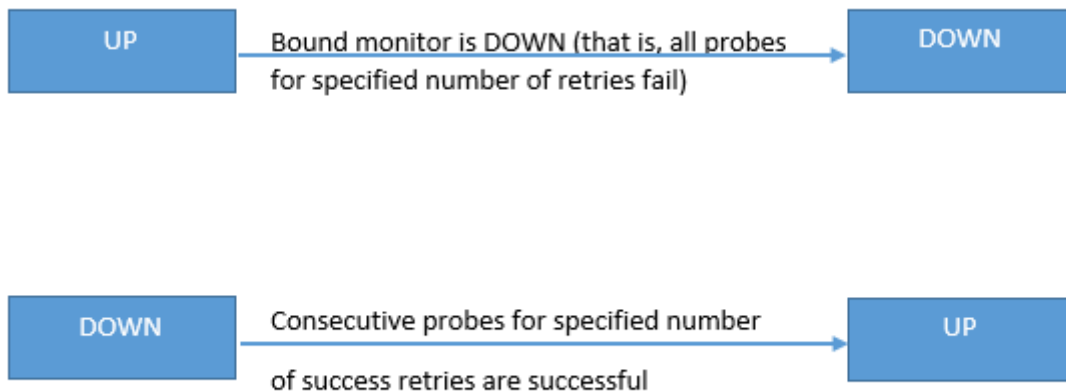 UP
Bound monitor is DOWN (that is, all probes
for specified number of retries fail)
DOWN
DOWN
Consecutive probes for specified number
of success retries are successful
UP